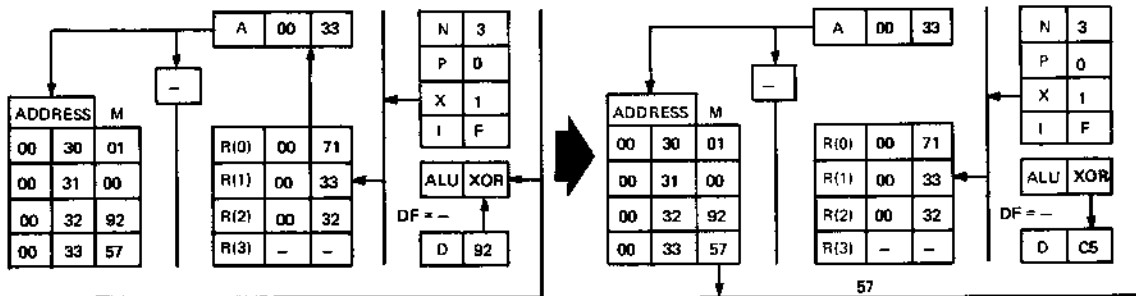 A 00 33
N 3
P 0
X 1
I F
–
ADDRESS M
00 30 01
00 31 00
00 32 92
00 33 57
R(0) 00 71
R(1) 00 33
R(2) 00 32
R(3) – –
ALU XOR
DF = –
D 92
A 00 33
N 3
P 0
X 1
I F
–
ADDRESS M
00 30 01
00 31 00
00 32 92
00 33 57
R(0) 00 71
R(1) 00 33
R(2) 00 32
R(3) – –
ALU XOR
DF = –
D C5
57